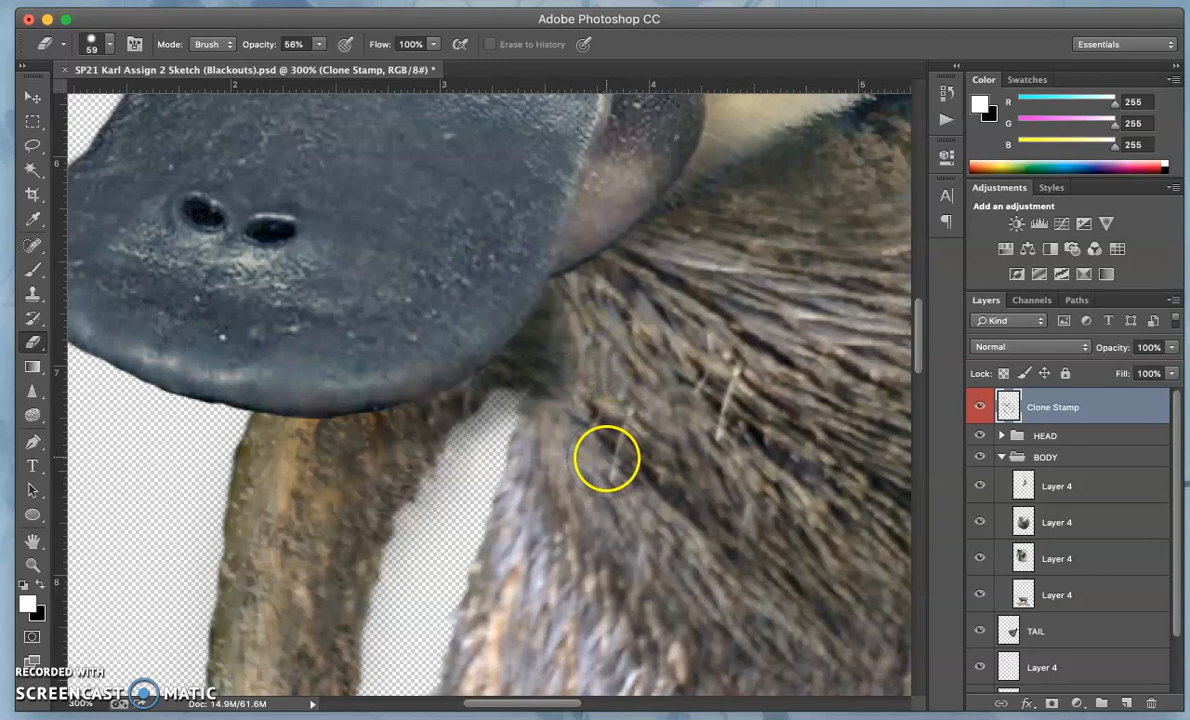 Adobe Photoshop CC
59 Mode: Brush Opacity: 56% Flow: 100% Erase to History Essentials
× SP21 Karl Assign 2 Sketch (Blackouts).psd @ 300% (Clone Stamp, RGB/8#) *
2 3 4 5
6
7
8
Color Swatches
R 255
G 255
B 255
Adjustments Styles
Add an adjustment
Layers Channels Paths
Kind
Normal Opacity: 100%
Lock: Fill: 100%
Clone Stamp
HEAD
BODY
Layer 4
Layer 4
Layer 4
Layer 4
TAIL
Layer 4
RECORDED WITH
SCREENCAST MATIC
300% Doc: 14.9M/61.6M